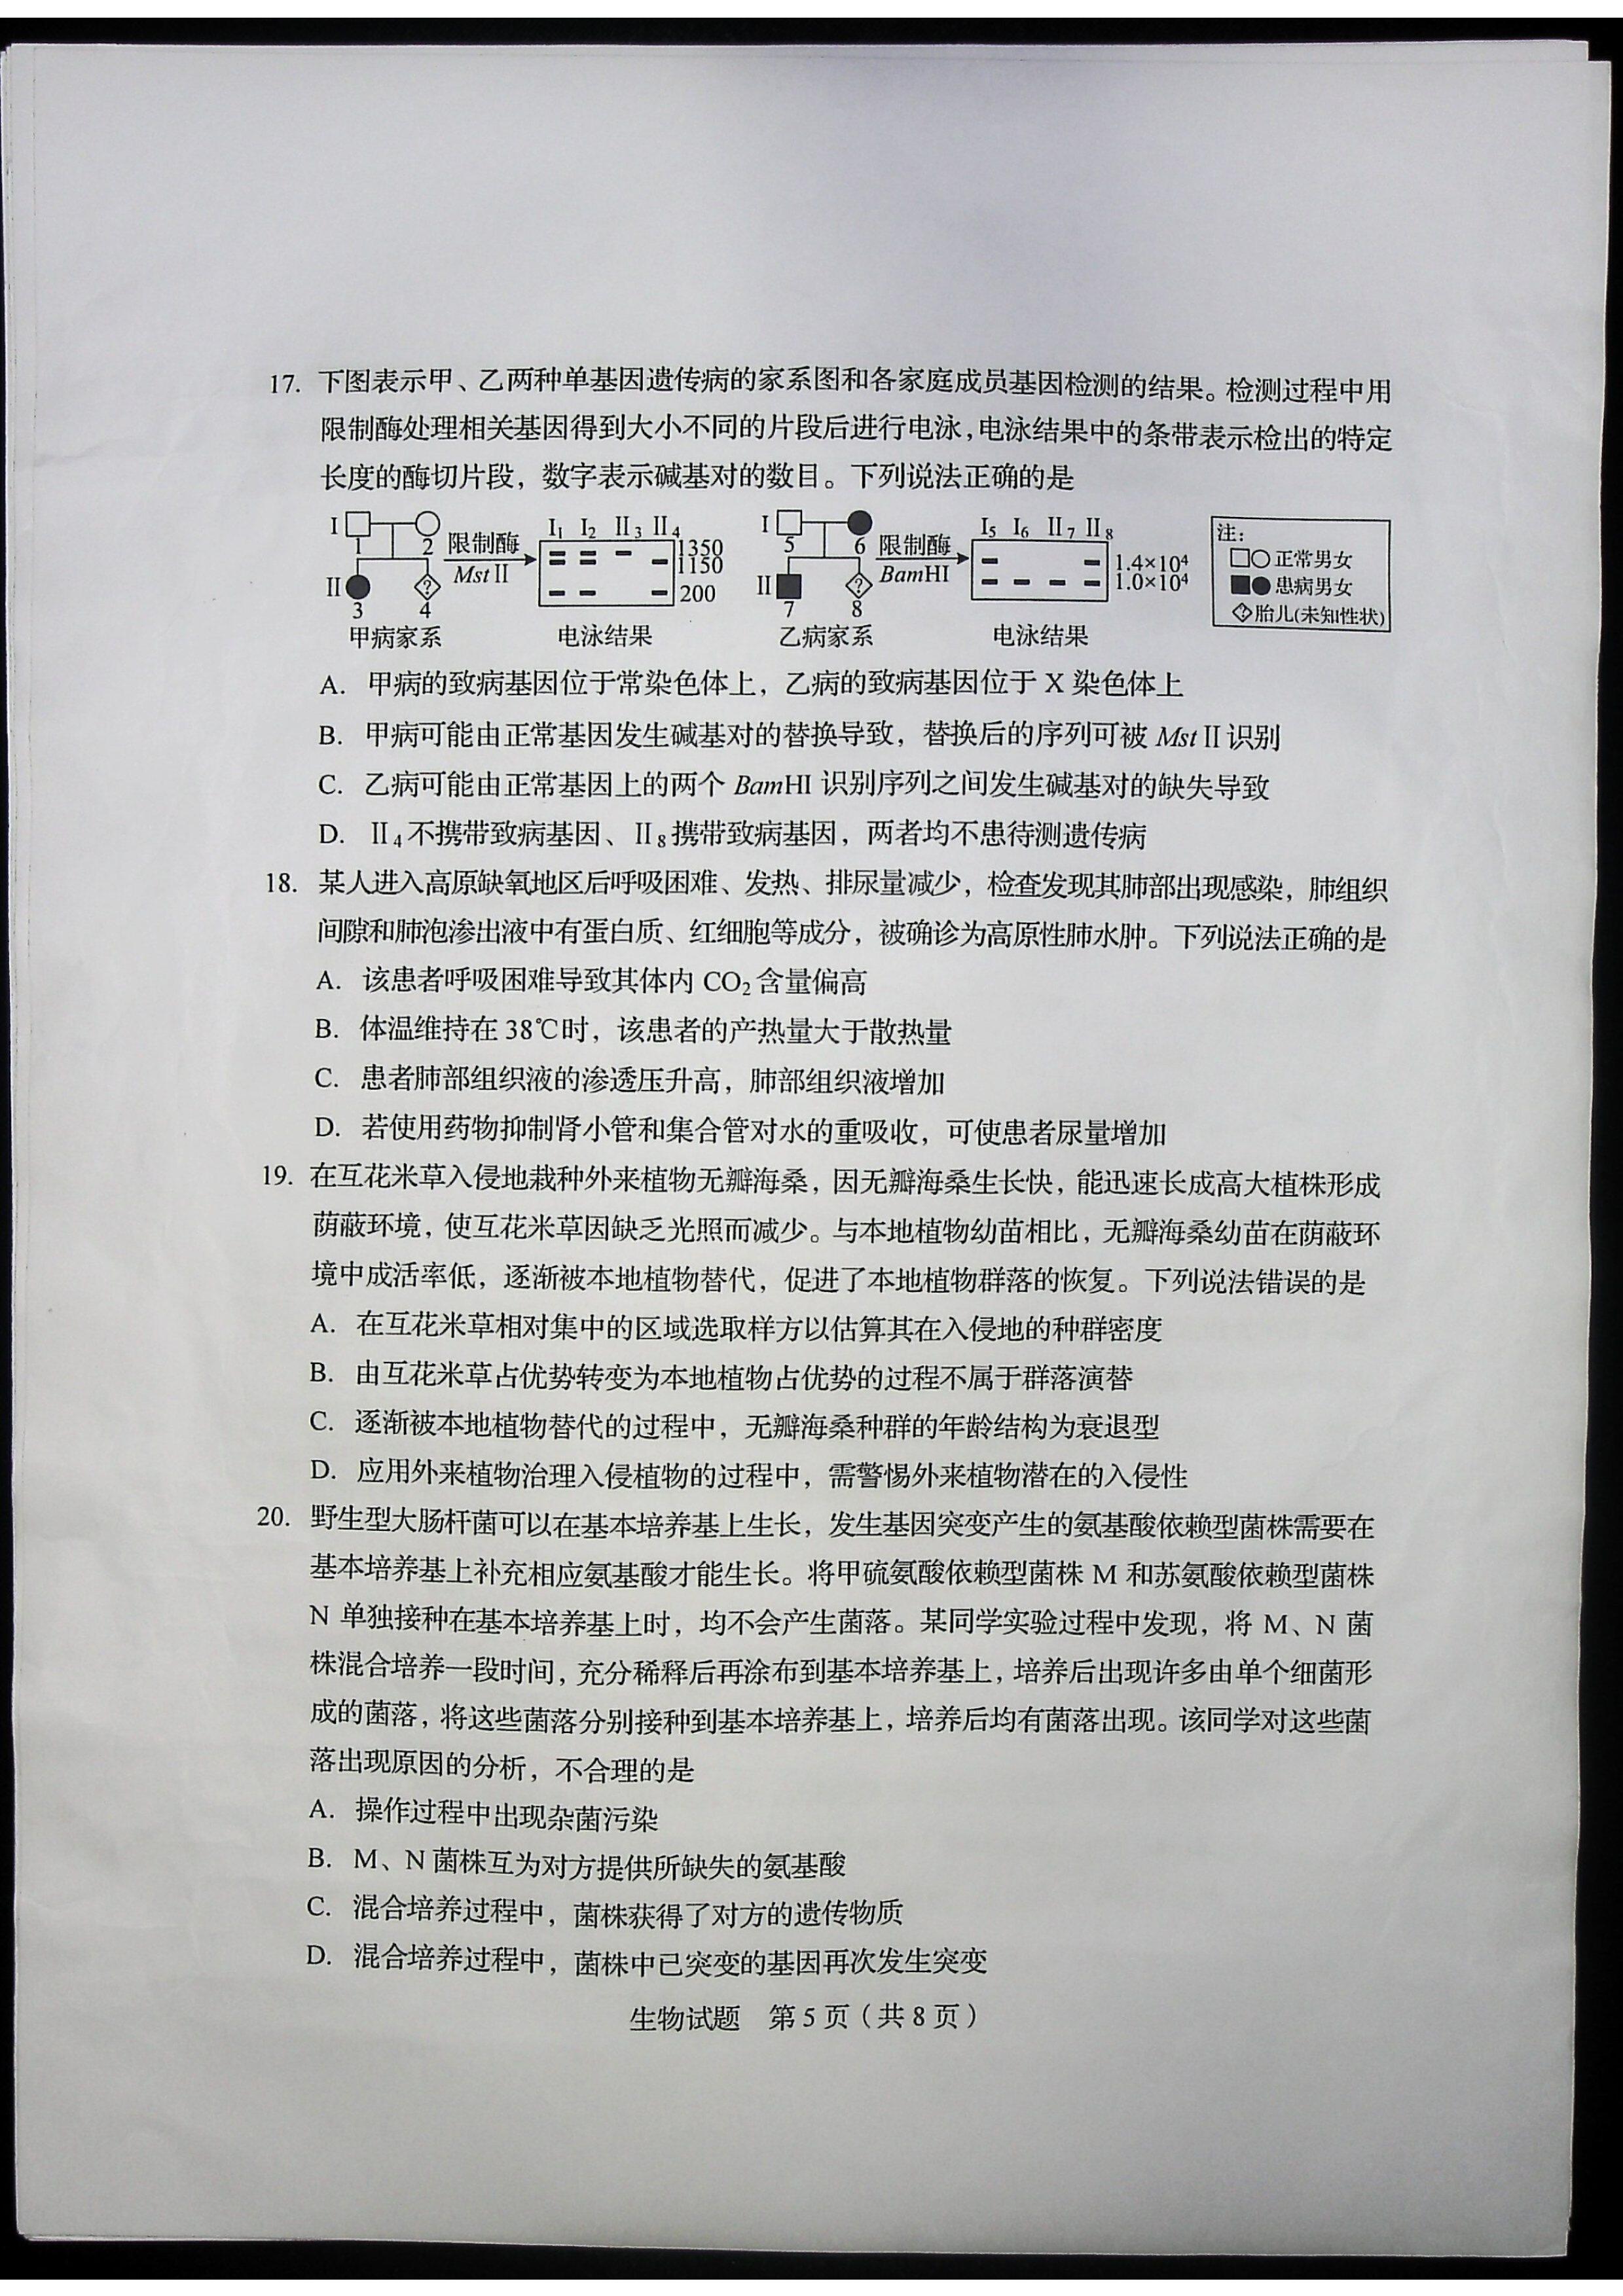 17. 下图表示甲、乙两种单基因遗传病的家系图和各家庭成员基因检测的结果。检测过程中用
限制酶处理相关基因得到大小不同的片段后进行电泳,电泳结果中的条带表示检出的特定
长度的酶切片段，数字表示碱基对的数目。下列说法正确的是
I 1 2
II 3 4
甲病家系
限制酶
MstⅡ
I1 I2 II3 II4
1350
1150
200
电泳结果
I 5 6
II 7 8
乙病家系
限制酶
BamHI
I5 I6 II7 II8
1.4×10⁴
1.0×10⁴
电泳结果
注：
正常男女
患病男女
? 胎儿(未知性状)
A. 甲病的致病基因位于常染色体上，乙病的致病基因位于 X 染色体上
B. 甲病可能由正常基因发生碱基对的替换导致，替换后的序列可被 MstⅡ识别
C. 乙病可能由正常基因上的两个 BamHI 识别序列之间发生碱基对的缺失导致
D. Ⅱ4不携带致病基因、Ⅱ8携带致病基因，两者均不患待测遗传病
18. 某人进入高原缺氧地区后呼吸困难、发热、排尿量减少，检查发现其肺部出现感染，肺组织
间隙和肺泡渗出液中有蛋白质、红细胞等成分，被确诊为高原性肺水肿。下列说法正确的是
A. 该患者呼吸困难导致其体内 CO₂ 含量偏高
B. 体温维持在 38℃时，该患者的产热量大于散热量
C. 患者肺部组织液的渗透压升高，肺部组织液增加
D. 若使用药物抑制肾小管和集合管对水的重吸收，可使患者尿量增加
19. 在互花米草入侵地栽种外来植物无瓣海桑，因无瓣海桑生长快，能迅速长成高大植株形成
荫蔽环境，使互花米草因缺乏光照而减少。与本地植物幼苗相比，无瓣海桑幼苗在荫蔽环
境中成活率低，逐渐被本地植物替代，促进了本地植物群落的恢复。下列说法错误的是
A. 在互花米草相对集中的区域选取样方以估算其在入侵地的种群密度
B. 由互花米草占优势转变为本地植物占优势的过程不属于群落演替
C. 逐渐被本地植物替代的过程中，无瓣海桑种群的年龄结构为衰退型
D. 应用外来植物治理入侵植物的过程中，需警惕外来植物潜在的入侵性
20. 野生型大肠杆菌可以在基本培养基上生长，发生基因突变产生的氨基酸依赖型菌株需要在
基本培养基上补充相应氨基酸才能生长。将甲硫氨酸依赖型菌株 M 和苏氨酸依赖型菌株
N 单独接种在基本培养基上时，均不会产生菌落。某同学实验过程中发现，将 M、N 菌
株混合培养一段时间，充分稀释后再涂布到基本培养基上，培养后出现许多由单个细菌形
成的菌落，将这些菌落分别接种到基本培养基上，培养后均有菌落出现。该同学对这些菌
落出现原因的分析，不合理的是
A. 操作过程中出现杂菌污染
B. M、N 菌株互为对方提供所缺失的氨基酸
C. 混合培养过程中，菌株获得了对方的遗传物质
D. 混合培养过程中，菌株中已突变的基因再次发生突变
生物试题 第 5 页（共 8 页）